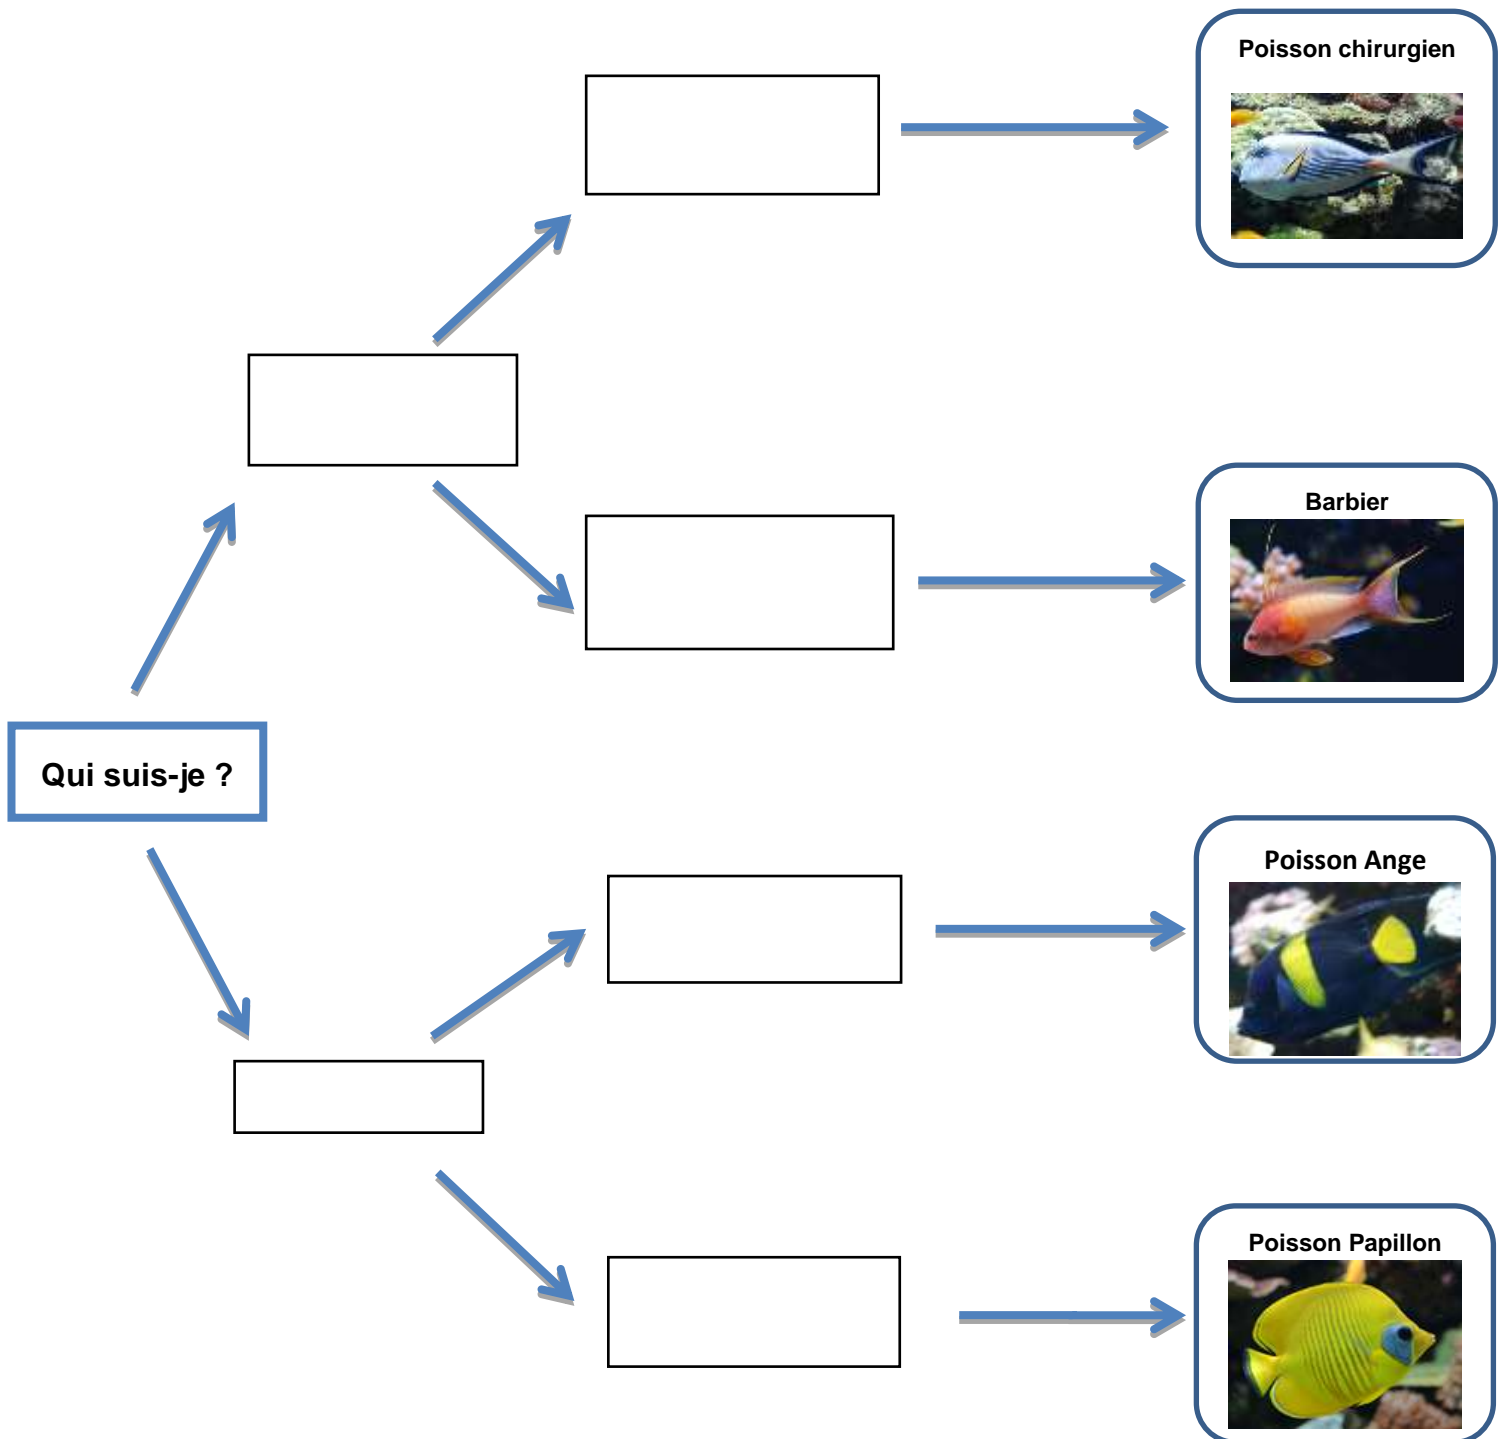 Poisson chirurgien
Barbier
Qui suis-je ?
Poisson Ange
Poisson Papillon